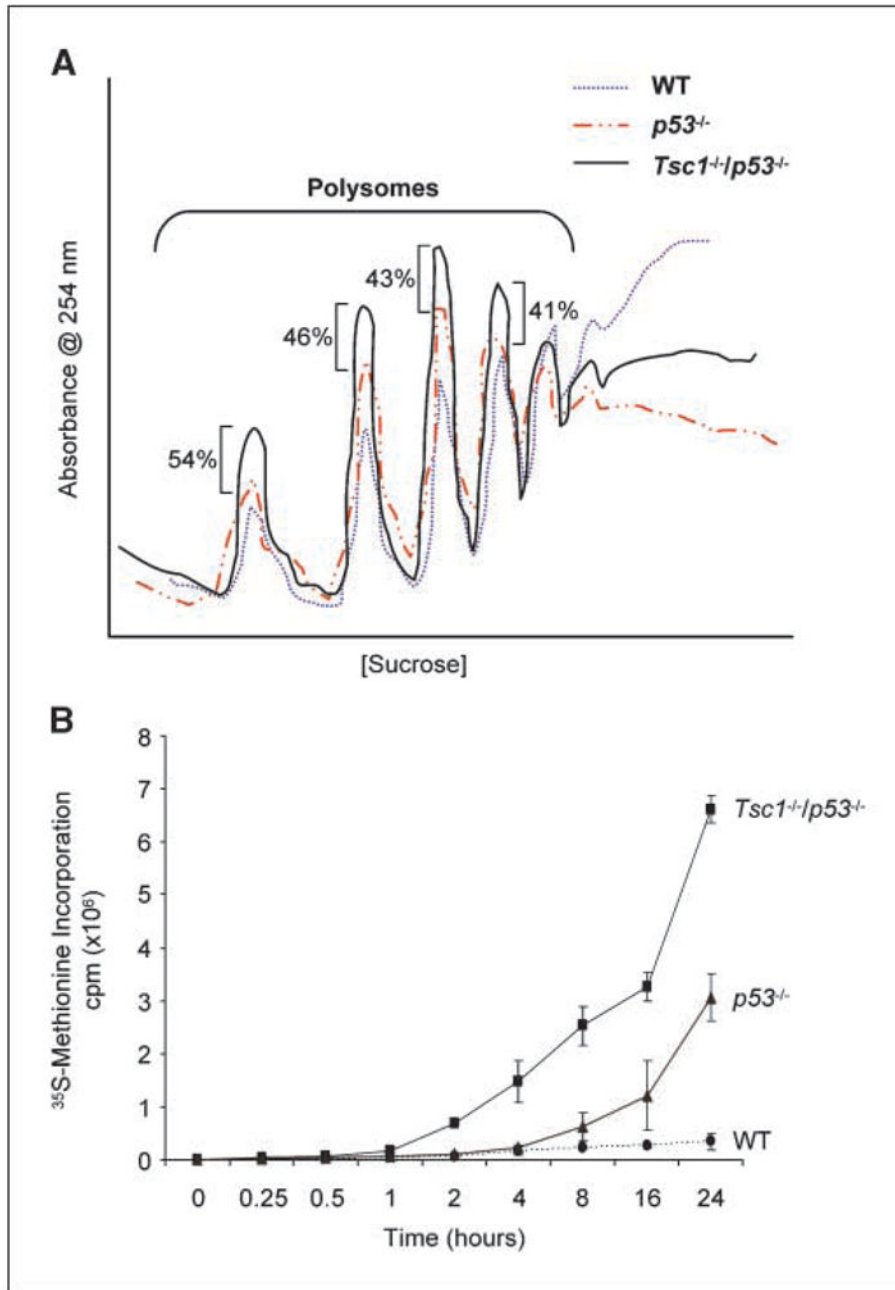 A
WT
p53-/-
Tsc1-/-/p53-/-
Polysomes
43%
41%
46%
54%
Absorbance @ 254 nm
[Sucrose]
B
8
7
6
5
4
3
2
1
0
³⁵S-Methionine Incorporation
cpm (x10⁶)
Tsc1-/-/p53-/-
p53-/-
WT
0 0.25 0.5 1 2 4 8 16 24
Time (hours)